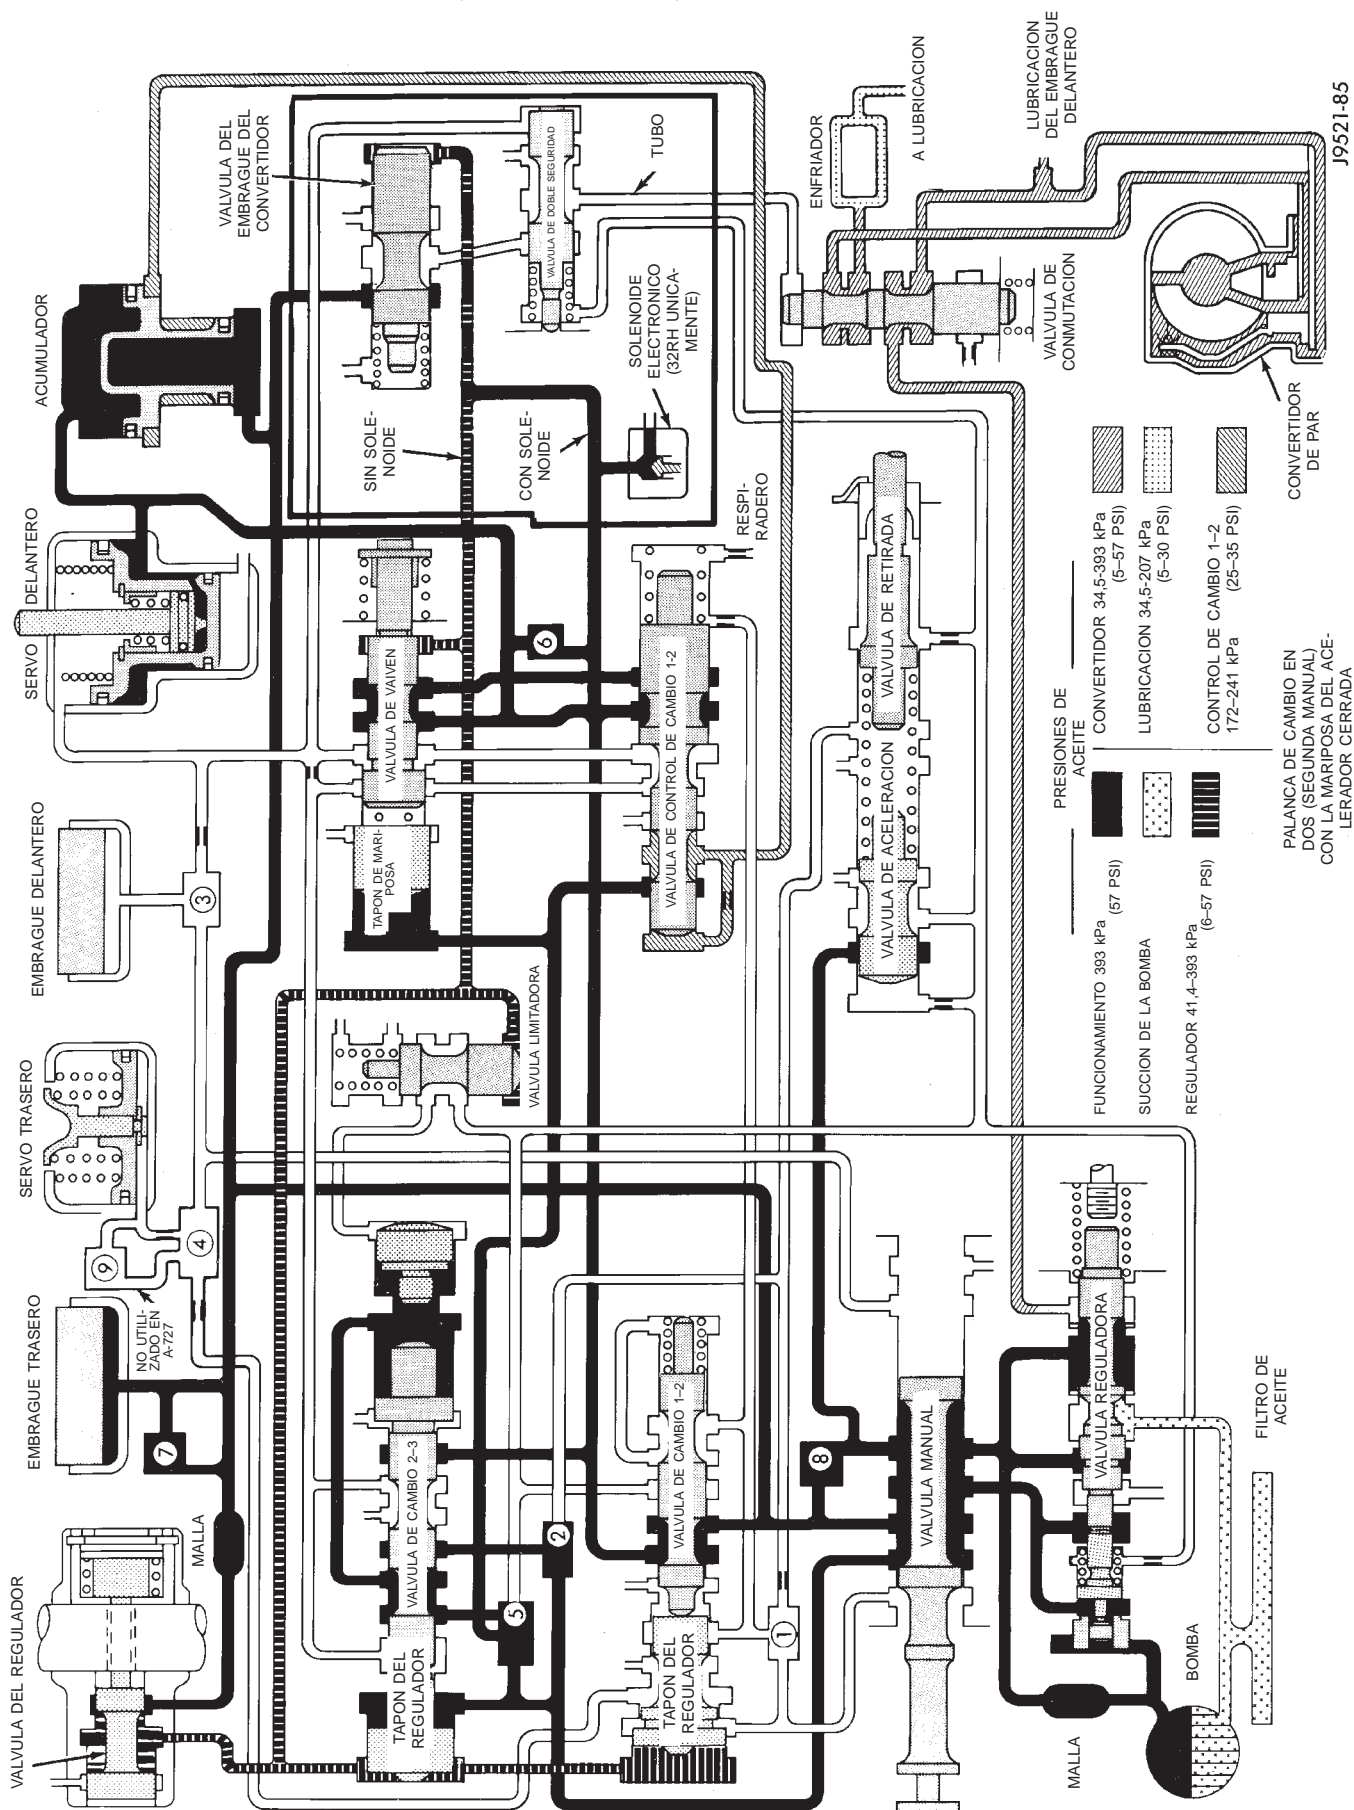 VALVULA DEL REGULADOR
EMBRAGUE TRASERO
SERVO TRASERO
EMBRAGUE DELANTERO
SERVO DELANTERO
ACUMULADOR
VALVULA DEL
EMBRAGUE DEL
CONVERTIDOR
MALLA
7
NO UTILI-
ZADO EN
A-727
9
4
3
SIN SOLE-
NOIDE
VALVULA DE DOBLE SEGURIDAD
TUBO
CON SOLE-
NOIDE
SOLENOIDE
ELECTRONICO
(32RH UNICA-
MENTE)
TAPON DEL
REGULADOR
VALVULA DE CAMBIO 2–3
VALVULA LIMITADORA
TAPON DE MARI-
POSA
VALVULA DE VAIVEN
6
5
2
TAPON DEL
REGULADOR
VALVULA DE CAMBIO 1–2
VALVULA DE CONTROL DE CAMBIO 1-2
RESPI-
RADERO
1
8
ENFRIADOR
A LUBRICACION
LUBRICACION
DEL EMBRAGUE
DELANTERO
VALVULA DE
CONMUTACION
VALVULA MANUAL
VALVULA DE ACELERACION
VALVULA DE RETIRADA
CONVERTIDOR
DE PAR
MALLA
BOMBA
VALVULA REGULADORA
FILTRO DE
ACEITE
PRESIONES DE
ACEITE
FUNCIONAMIENTO 393 kPa
(57 PSI)
SUCCION DE LA BOMBA
REGULADOR 41,4–393 kPa
(6–57 PSI)
CONVERTIDOR 34,5-393 kPa
(5–57 PSI)
LUBRICACION 34,5-207 kPa
(5–30 PSI)
CONTROL DE CAMBIO 1–2
172–241 kPa (25–35 PSI)
PALANCA DE CAMBIO EN
DOS (SEGUNDA MANUAL)
CON LA MARIPOSA DEL ACE-
LERADOR CERRADA
J9521-85